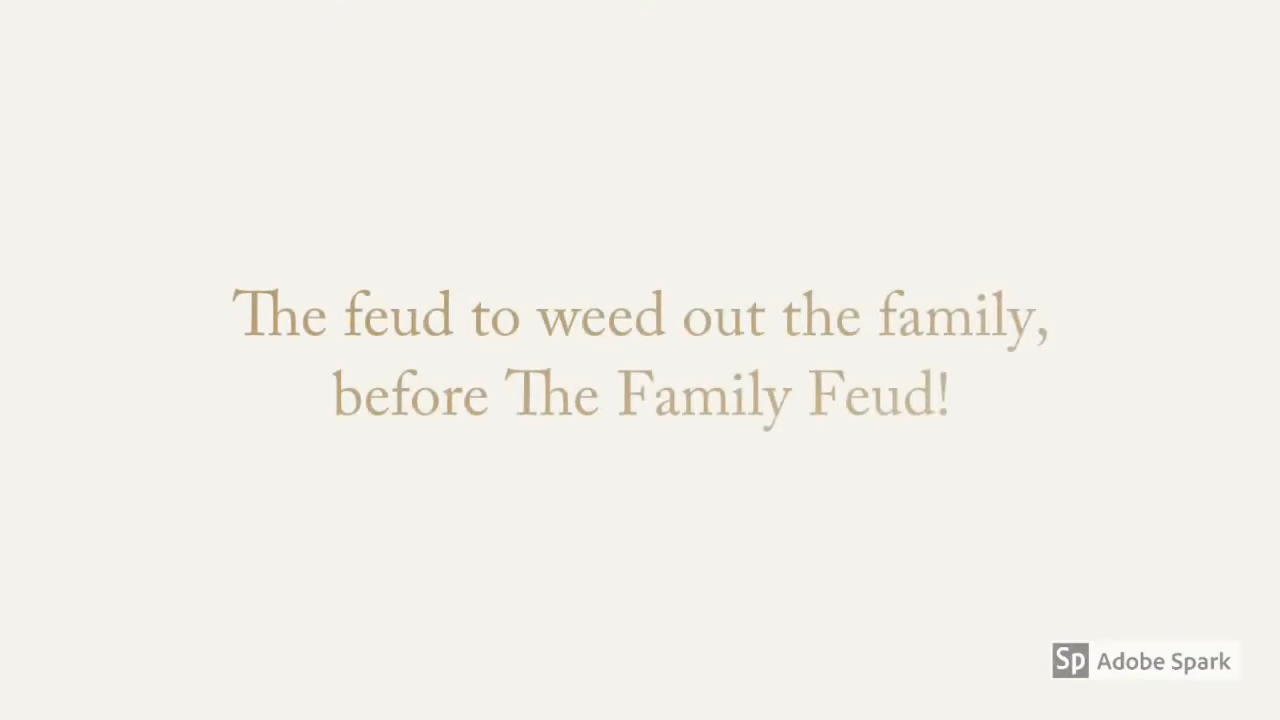 The feud to weed out the family,
before The Family Feud!
Sp Adobe Spark